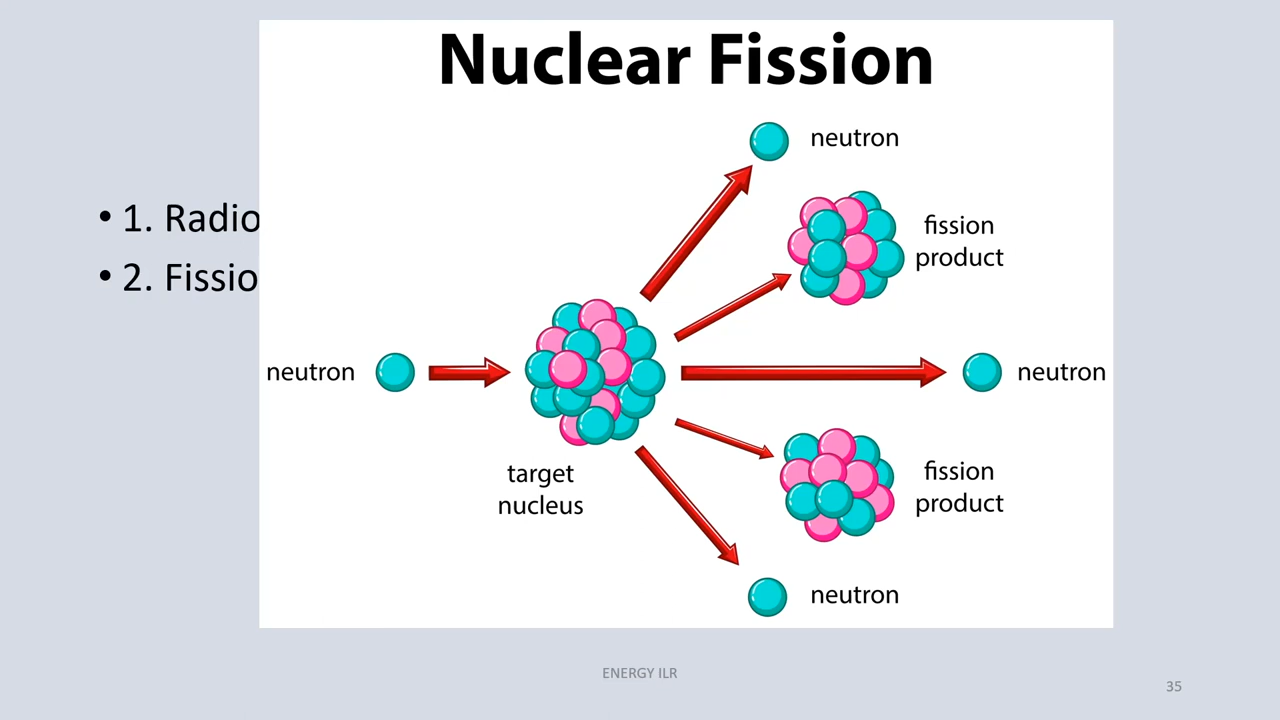 Nuclear Fission
neutron
• 1. Radio
fission
product
• 2. Fissio
neutron
neutron
target
nucleus
fission
product
neutron
ENERGY ILR
35